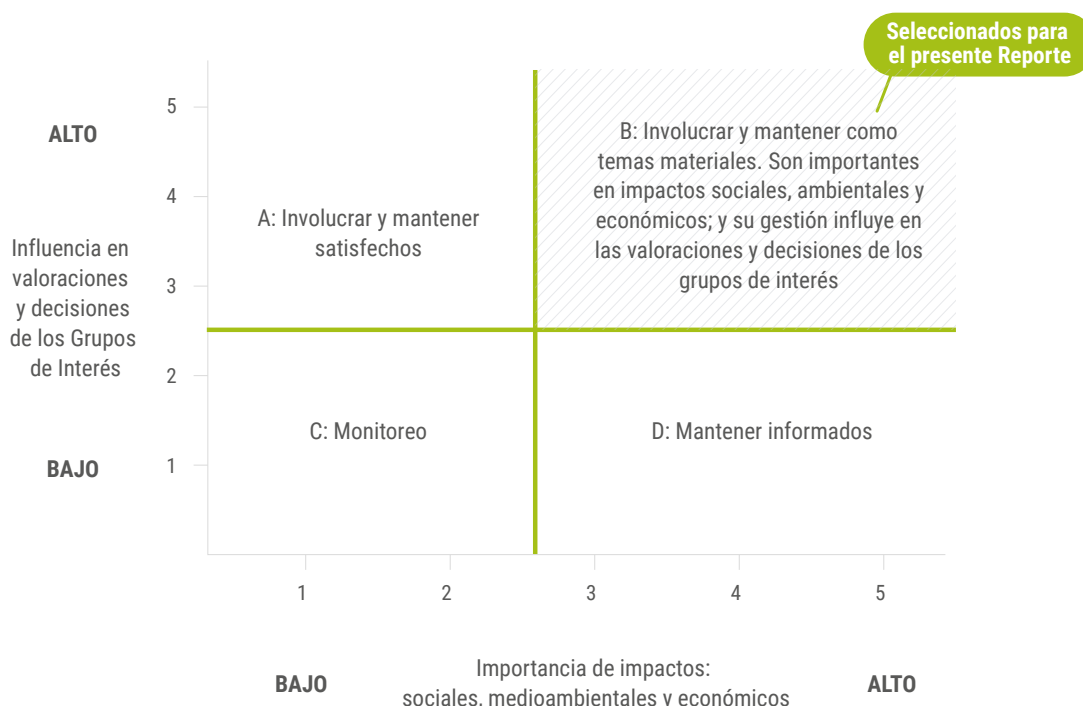 Seleccionados para
el presente Reporte
5
ALTO
B: Involucrar y mantener como
temas materiales. Son importantes
en impactos sociales, ambientales y
económicos; y su gestión influye en
las valoraciones y decisiones de los
grupos de interés
4
A: Involucrar y mantener
satisfechos
Influencia en
valoraciones
y decisiones
de los Grupos
de Interés
3
2
C: Monitoreo
D: Mantener informados
BAJO
1
1
2
3
4
5
BAJO
Importancia de impactos:
sociales, medioambientales y económicos
ALTO